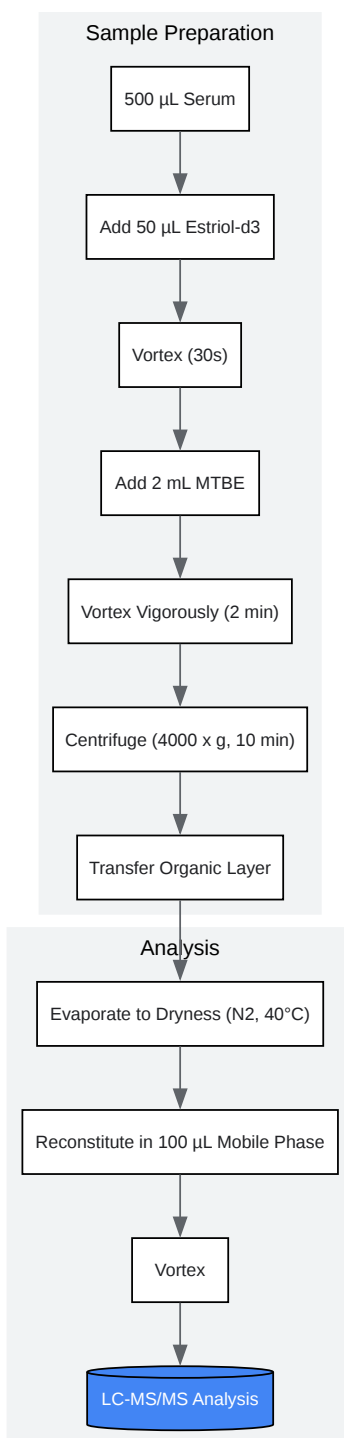 Sample Preparation
500 µL Serum
Add 50 µL Estriol-d3
Vortex (30s)
Add 2 mL MTBE
Vortex Vigorously (2 min)
Centrifuge (4000 x g, 10 min)
Transfer Organic Layer
Analysis
Evaporate to Dryness (N2, 40°C)
Reconstitute in 100 µL Mobile Phase
Vortex
LC-MS/MS Analysis